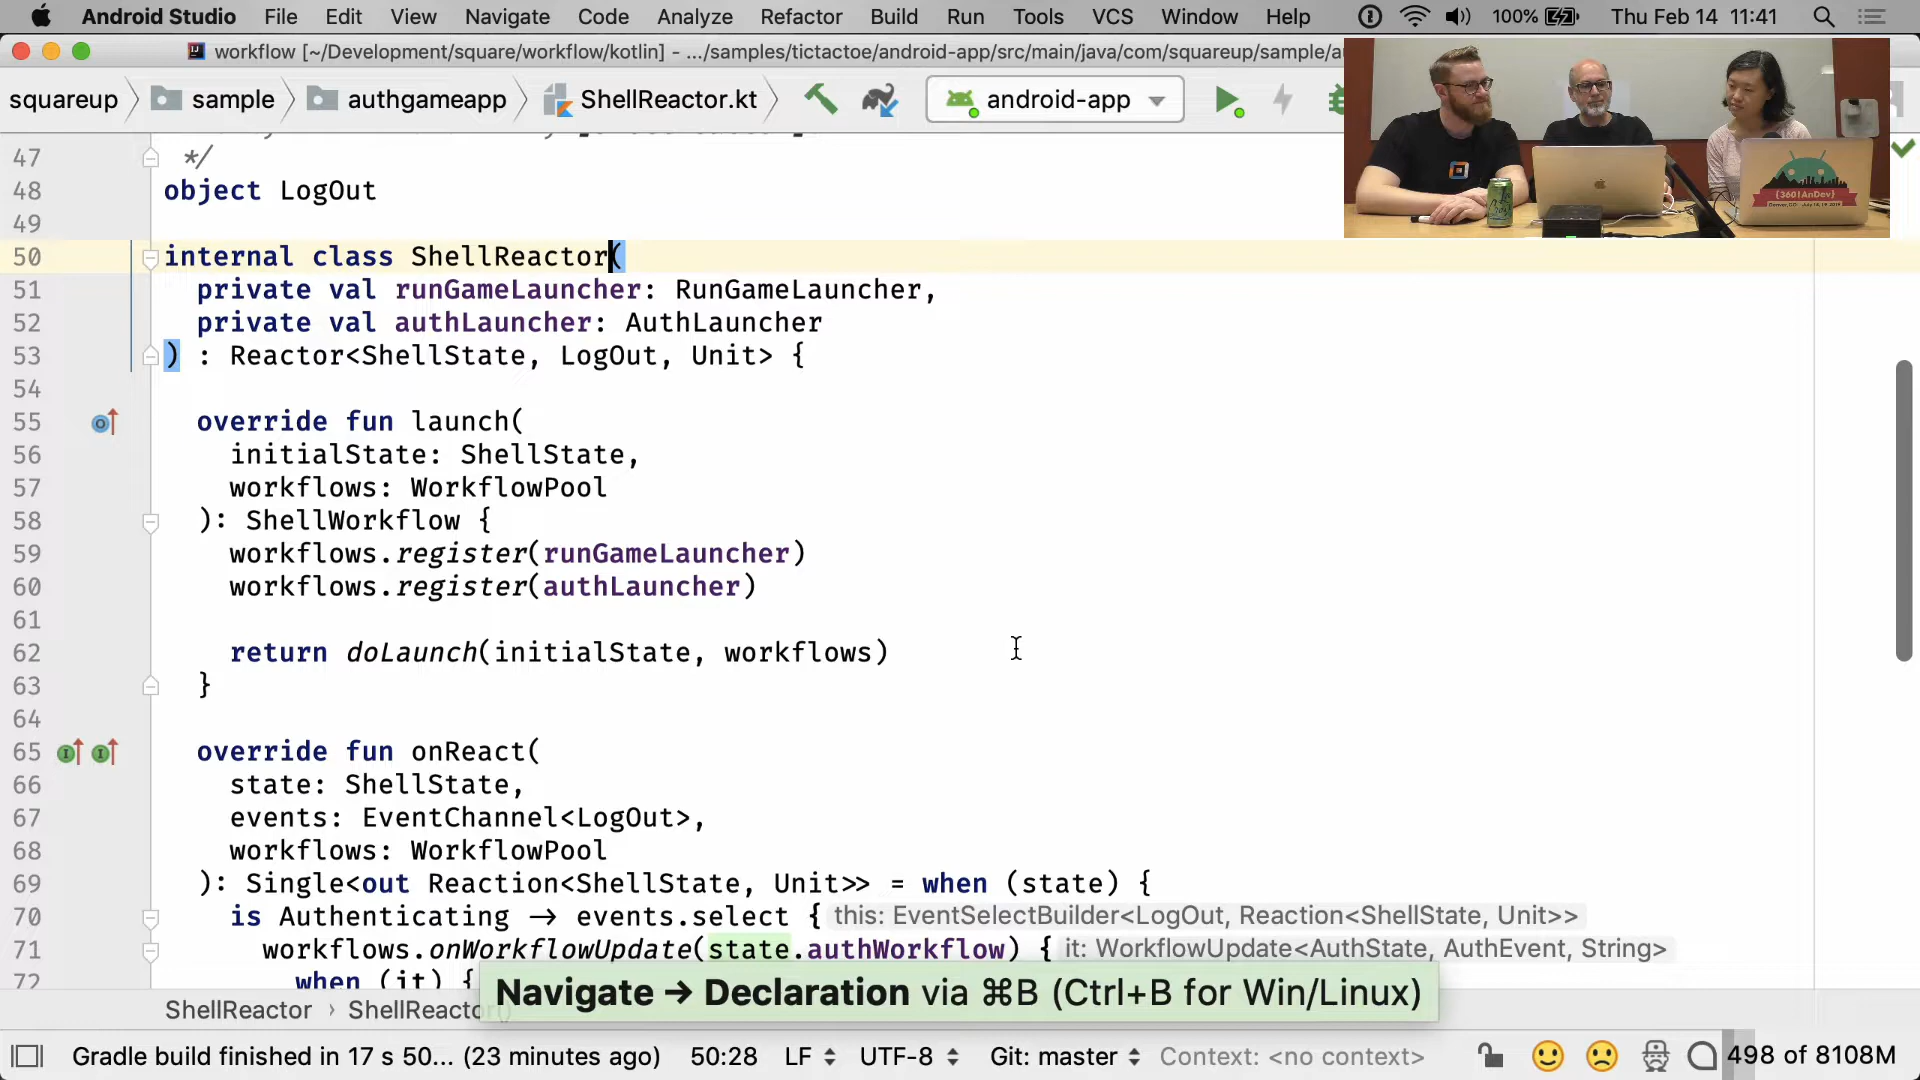 Android Studio File Edit View Navigate Code Analyze Refactor Build Run Tools VCS Window Help 100% Thu Feb 14 11:41
workflow [~/Development/square/workflow/kotlin] - .../samples/tictactoe/android-app/src/main/java/com/squareup/sample/a
squareup sample authgameapp ShellReactor.kt android-app
47 */
48 object LogOut
49
50 internal class ShellReactor(
51 private val runGameLauncher: RunGameLauncher,
52 private val authLauncher: AuthLauncher
53 ) : Reactor<ShellState, LogOut, Unit> {
54
55 override fun launch(
56 initialState: ShellState,
57 workflows: WorkflowPool
58 ): ShellWorkflow {
59 workflows.register(runGameLauncher)
60 workflows.register(authLauncher)
61
62 return doLaunch(initialState, workflows)
63 }
64
65 override fun onReact(
66 state: ShellState,
67 events: EventChannel<LogOut>,
68 workflows: WorkflowPool
69 ): Single<out Reaction<ShellState, Unit>> = when (state) {
70 is Authenticating -> events.select { this: EventSelectBuilder<LogOut, Reaction<ShellState, Unit>>
71 workflows.onWorkflowUpdate(state.authWorkflow) { it: WorkflowUpdate<AuthState, AuthEvent, String>
72 when (it) {
Navigate → Declaration via ⌘B (Ctrl+B for Win/Linux)
ShellReactor › ShellReactor()
Gradle build finished in 17 s 50... (23 minutes ago) 50:28 LF UTF-8 Git: master Context: <no context> 498 of 8108M
{360|AnDev}